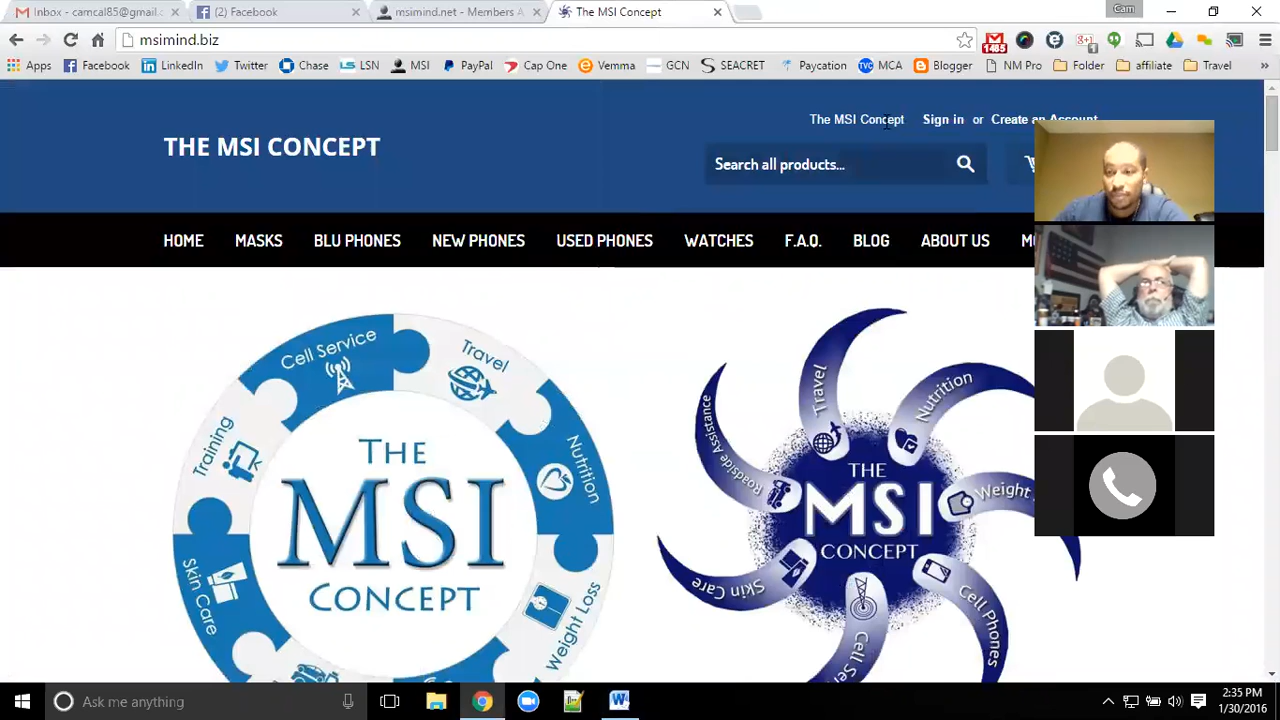 Inbox - camcal85@gmail.c
(2) Facebook
msimind.net - Members A
The MSI Concept
Cam
msimind.biz
1485
1
Apps
Facebook
LinkedIn
Twitter
Chase
LSN
MSI
PayPal
Cap One
Vemma
GCN
SEACRET
Paycation
TVC
MCA
Blogger
NM Pro
Folder
affiliate
Travel
The MSI Concept
Sign in or Create an Account
THE MSI CONCEPT
Search all products...
HOME
MASKS
BLU PHONES
NEW PHONES
USED PHONES
WATCHES
F.A.Q.
BLOG
ABOUT US
Cell Service
Travel
Nutrition
Weight Loss
Training
Skin Care
THE
MSI
CONCEPT
Travel
Nutrition
Roadside Assistance
Weight
Skin Care
Cell Phones
Cell Se
THE
MSI
CONCEPT
Ask me anything
2:35 PM
1/30/2016